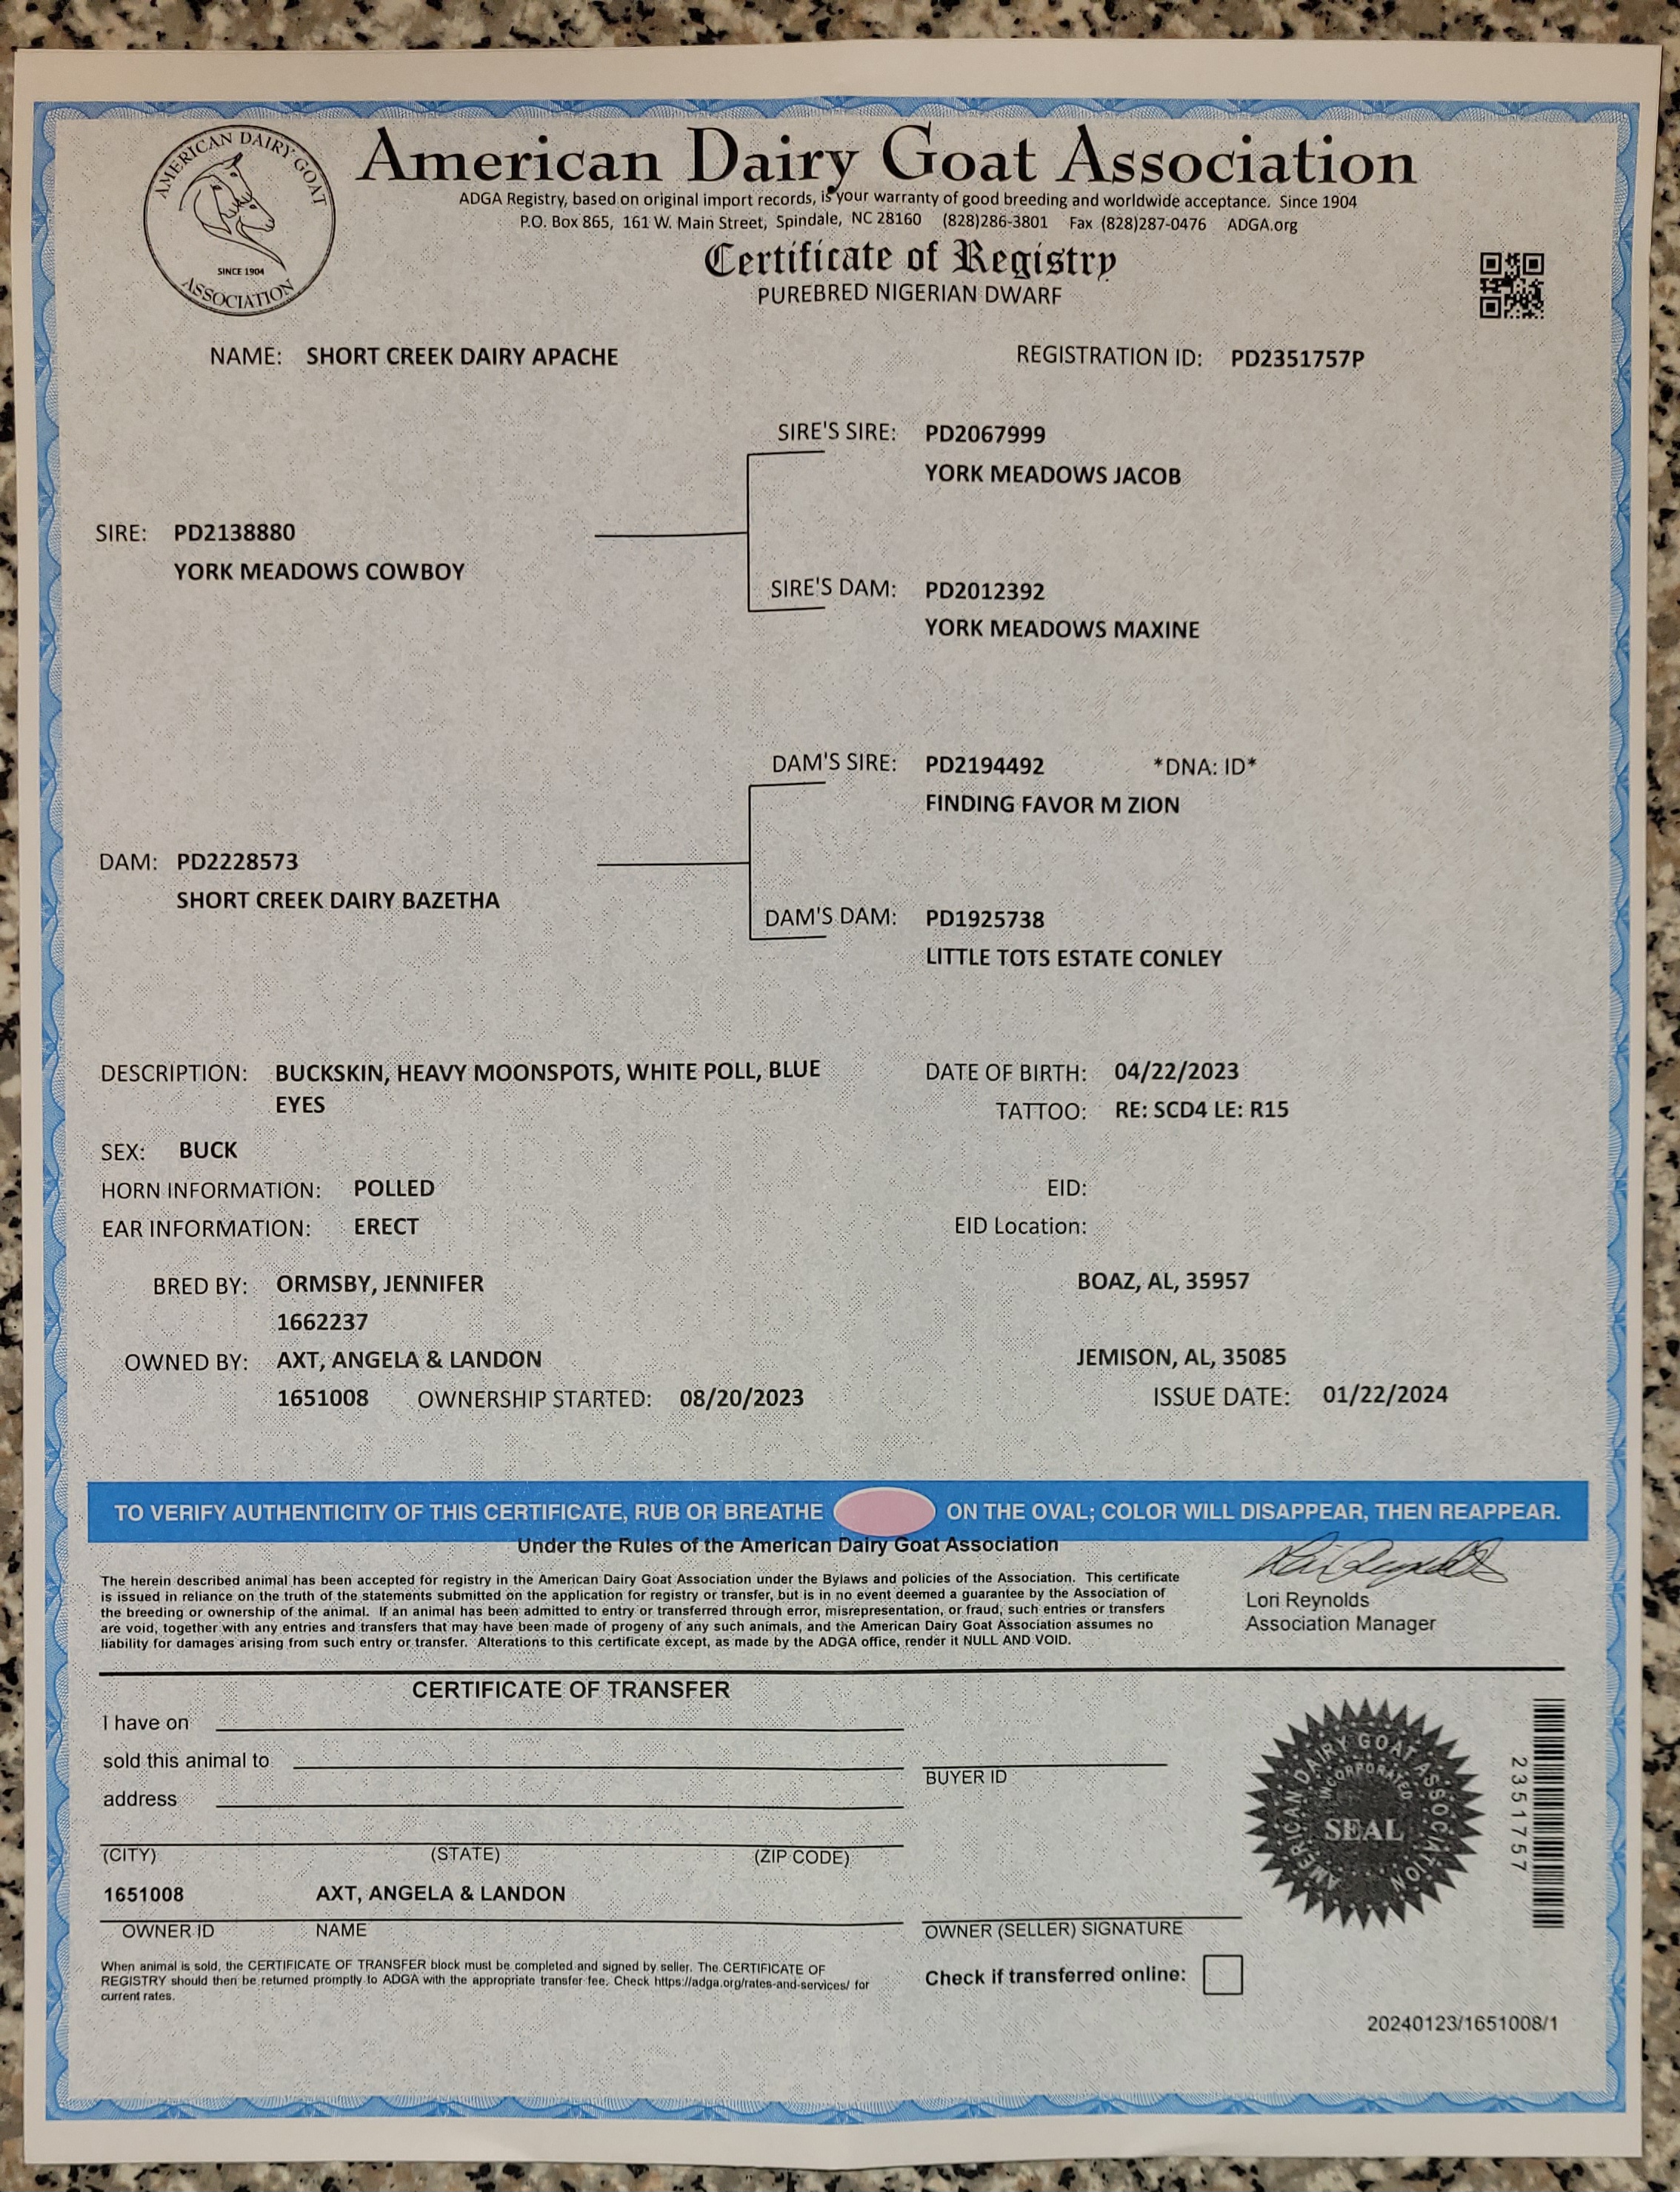 AMERICAN DAIRY GOAT
SINCE 1904
ASSOCIATION
American Dairy Goat Association
ADGA Registry, based on original import records, is your warranty of good breeding and worldwide acceptance. Since 1904
P.O. Box 865, 161 W. Main Street, Spindale, NC 28160 (828)286-3801 Fax (828)287-0476 ADGA.org
Certificate of Registry
PUREBRED NIGERIAN DWARF
NAME: SHORT CREEK DAIRY APACHE REGISTRATION ID: PD2351757P
SIRE'S SIRE: PD2067999
YORK MEADOWS JACOB
SIRE: PD2138880
YORK MEADOWS COWBOY
SIRE'S DAM: PD2012392
YORK MEADOWS MAXINE
DAM'S SIRE: PD2194492 *DNA: ID*
FINDING FAVOR M ZION
DAM: PD2228573
SHORT CREEK DAIRY BAZETHA
DAM'S DAM: PD1925738
LITTLE TOTS ESTATE CONLEY
DESCRIPTION: BUCKSKIN, HEAVY MOONSPOTS, WHITE POLL, BLUE
EYES
DATE OF BIRTH: 04/22/2023
TATTOO: RE: SCD4 LE: R15
SEX: BUCK
HORN INFORMATION: POLLED EID:
EAR INFORMATION: ERECT EID Location:
BRED BY: ORMSBY, JENNIFER BOAZ, AL, 35957
1662237
OWNED BY: AXT, ANGELA & LANDON JEMISON, AL, 35085
1651008 OWNERSHIP STARTED: 08/20/2023 ISSUE DATE: 01/22/2024
TO VERIFY AUTHENTICITY OF THIS CERTIFICATE, RUB OR BREATHE ON THE OVAL; COLOR WILL DISAPPEAR, THEN REAPPEAR.
Under the Rules of the American Dairy Goat Association
The herein described animal has been accepted for registry in the American Dairy Goat Association under the Bylaws and policies of the Association. This certificate
is issued in reliance on the truth of the statements submitted on the application for registry or transfer, but is in no event deemed a guarantee by the Association of
the breeding or ownership of the animal. If an animal has been admitted to entry or transferred through error, misrepresentation, or fraud, such entries or transfers
are void, together with any entries and transfers that may have been made of progeny of any such animals, and the American Dairy Goat Association assumes no
liability for damages arising from such entry or transfer. Alterations to this certificate except, as made by the ADGA office, render it NULL AND VOID.
Lori Reynolds
Lori Reynolds
Association Manager
CERTIFICATE OF TRANSFER
I have on
sold this animal to
BUYER ID
address
(CITY) (STATE) (ZIP CODE)
1651008 AXT, ANGELA & LANDON
OWNER ID NAME OWNER (SELLER) SIGNATURE
AMERICAN DAIRY GOAT ASSOCIATION
INCORPORATED
SEAL
2351757
When animal is sold, the CERTIFICATE OF TRANSFER block must be completed and signed by seller. The CERTIFICATE OF
REGISTRY should then be returned promptly to ADGA with the appropriate transfer fee. Check https://adga.org/rates-and-services/ for
current rates.
Check if transferred online:
20240123/1651008/1